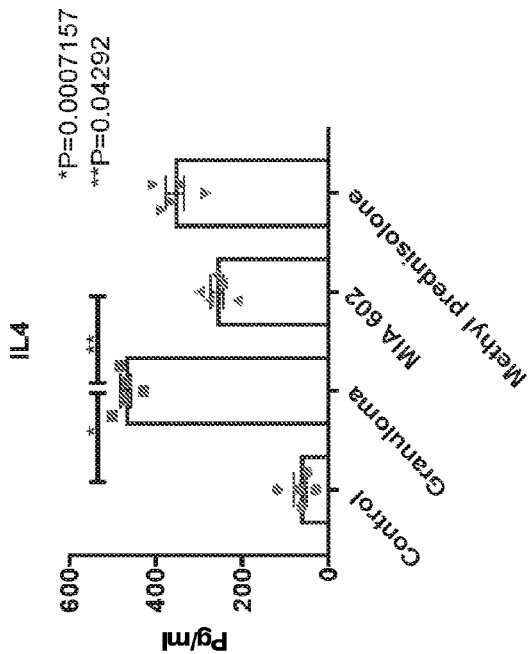 IL4
*P=0.0007157
**P=0.04292
*
**
Pg/ml
600
400
200
0
Control
Granuloma
MIA 602
Methyl prednisolone